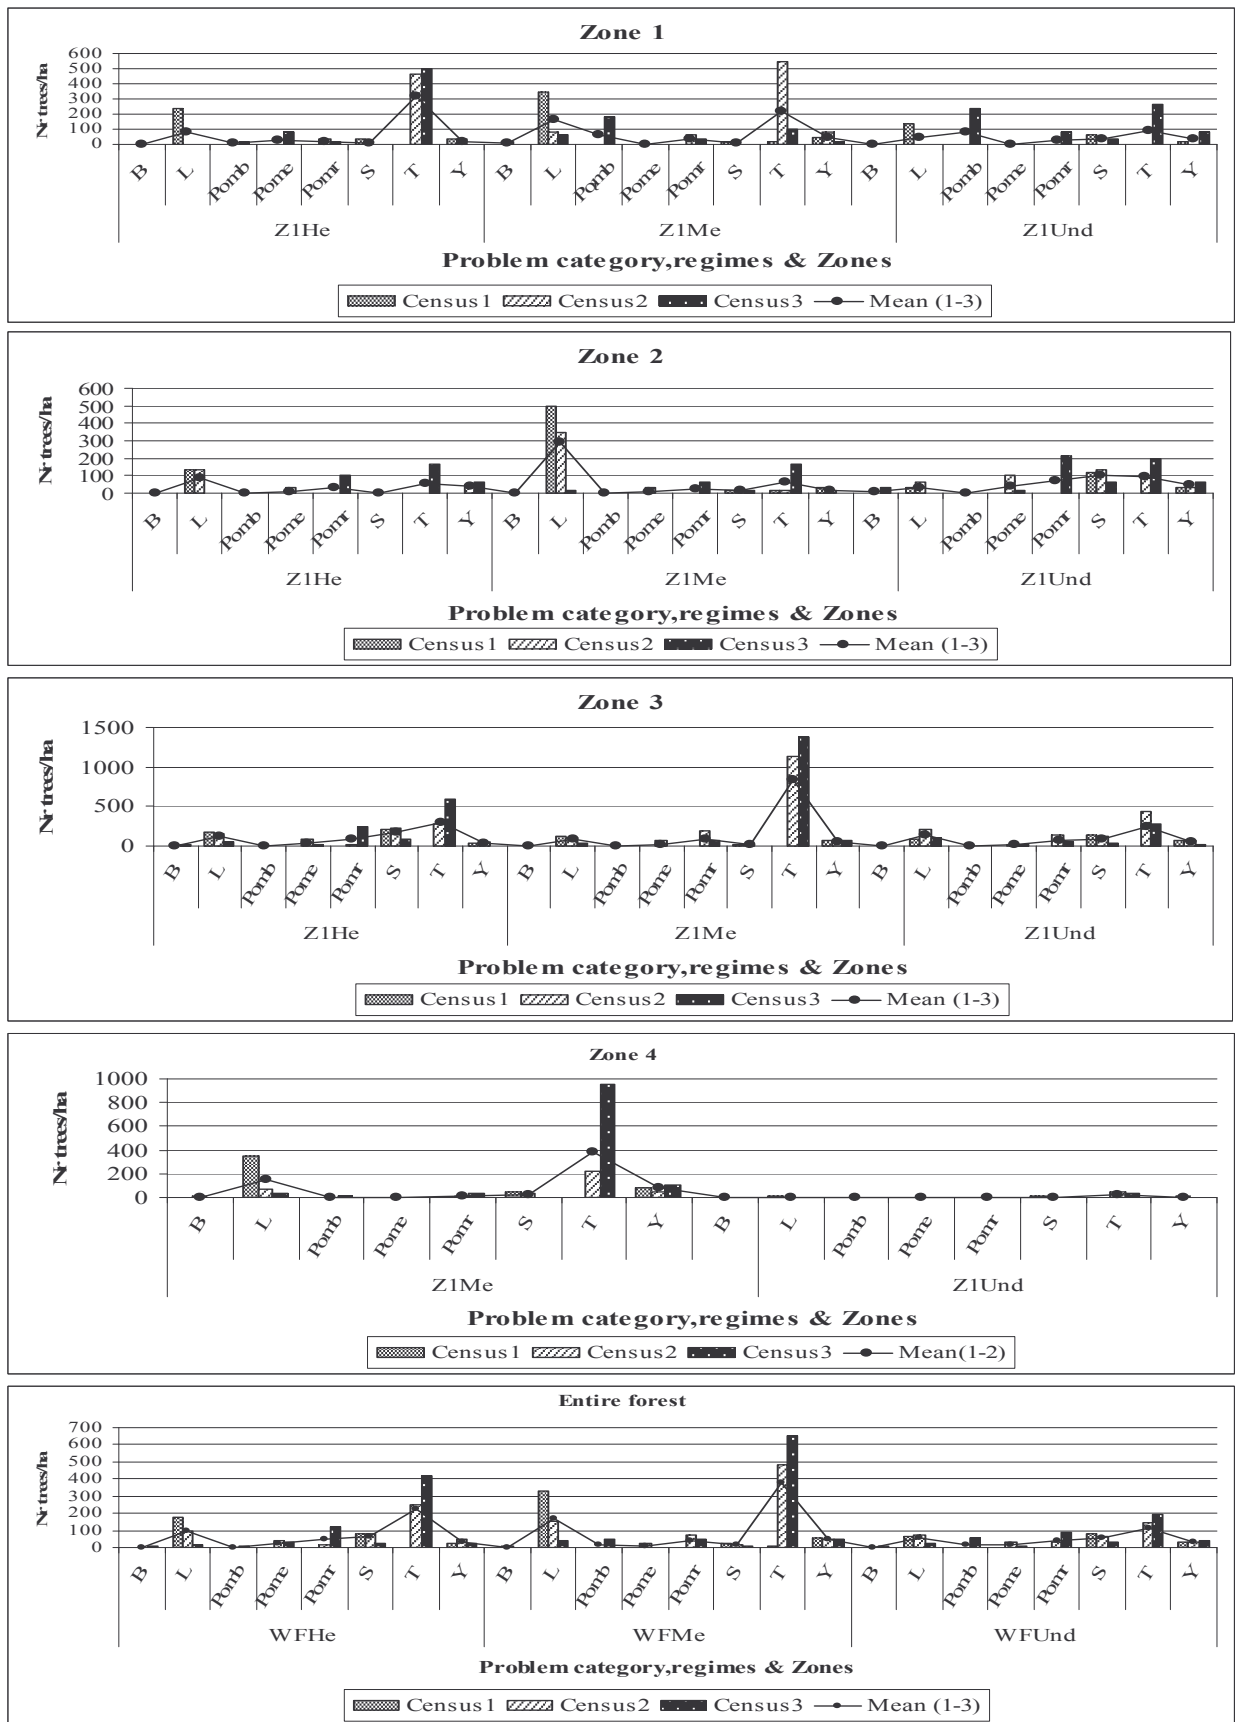 Zone 1
Nr trees/ha
600
500
400
300
200
100
0
B L Pomb Pome Pomr S T Y B L Pomb Pome Pomr S T Y B L Pomb Pome Pomr S T Y
Z1He Z1Me Z1Und
Problem category,regimes & Zones
Census1 Census2 Census3 Mean (1-3)
Zone 2
Nr trees/ha
600
500
400
300
200
100
0
B L Pomb Pome Pomr S T Y B L Pomb Pome Pomr S T Y B L Pomb Pome Pomr S T Y
Z1He Z1Me Z1Und
Problem category,regimes & Zones
Census1 Census2 Census3 Mean (1-3)
Zone 3
Nr trees/ha
1500
1000
500
0
B L Pomb Pome Pomr S T Y B L Pomb Pome Pomr S T Y B L Pomb Pome Pomr S T Y
Z1He Z1Me Z1Und
Problem category,regimes & Zones
Census1 Census2 Census3 Mean (1-3)
Zone 4
Nr trees/ha
1000
800
600
400
200
0
B L Pomb Pome Pomr S T Y B L Pomb Pome Pomr S T Y
Z1Me Z1Und
Problem category,regimes & Zones
Census1 Census2 Census3 Mean(1-2)
Entire forest
Nr trees/ha
700
600
500
400
300
200
100
0
B L Pomb Pome Pomr S T Y B L Pomb Pome Pomr S T Y B L Pomb Pome Pomr S T Y
WFHe WFMe WFUnd
Problem category,regimes & Zones
Census1 Census2 Census3 Mean (1-3)